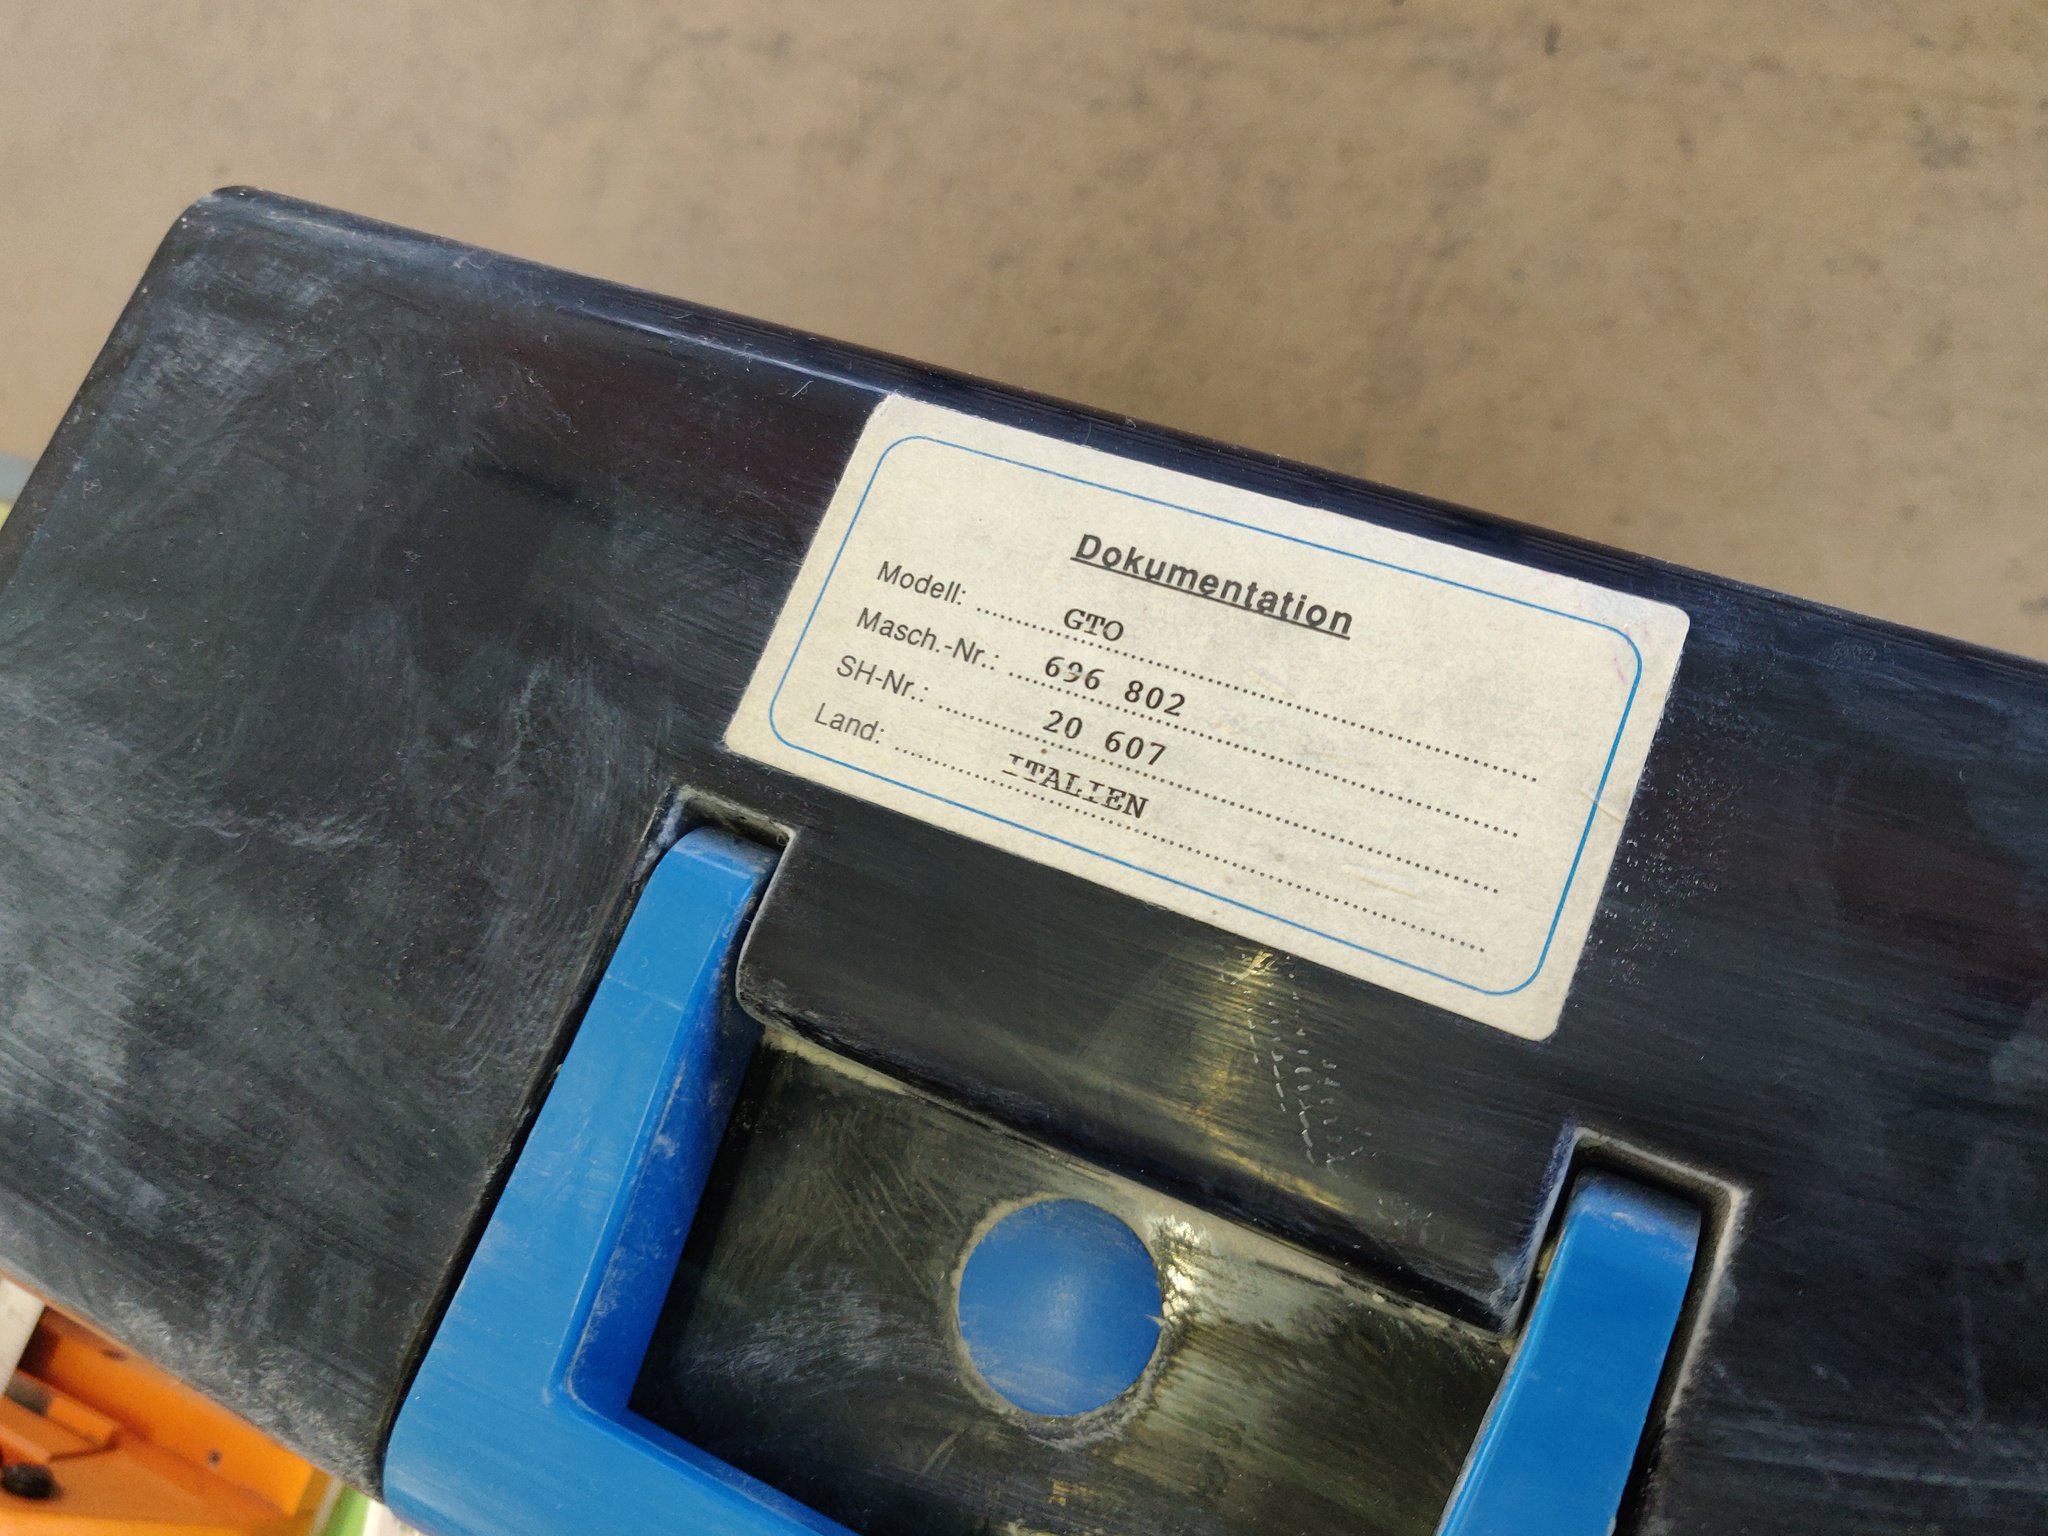 Dokumentation
Modell: GTO
Masch.-Nr.: 696 802
SH-Nr.: 20 607
Land: ITALIEN